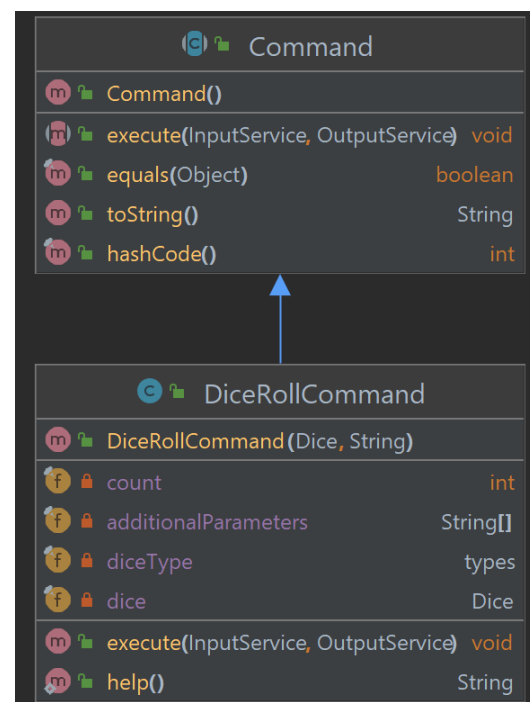 Command
Command()
execute(InputService, OutputService) void
equals(Object) boolean
toString() String
hashCode() int
DiceRollCommand
DiceRollCommand(Dice, String)
count int
additionalParameters String[]
diceType types
dice Dice
execute(InputService, OutputService) void
help() String